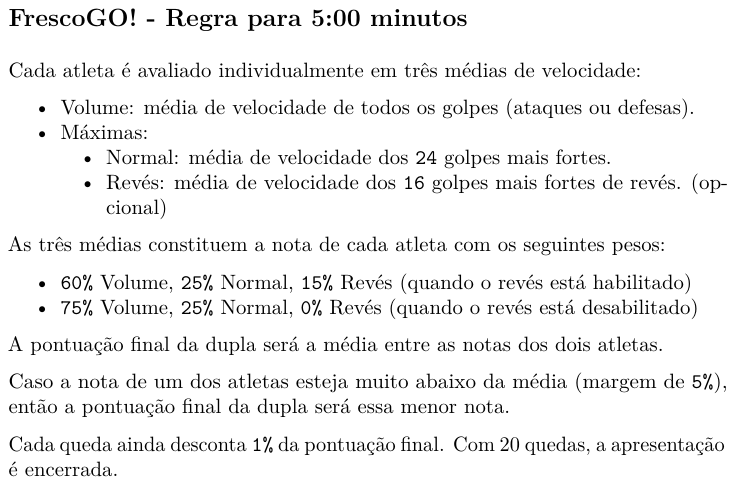 FrescoGO! - Regra para 5:00 minutos
Cada atleta é avaliado individualmente em três médias de velocidade:
• Volume: média de velocidade de todos os golpes (ataques ou defesas).
• Máximas:
• Normal: média de velocidade dos 24 golpes mais fortes.
• Revés: média de velocidade dos 16 golpes mais fortes de revés. (op-
cional)
As três médias constituem a nota de cada atleta com os seguintes pesos:
• 60% Volume, 25% Normal, 15% Revés (quando o revés está habilitado)
• 75% Volume, 25% Normal, 0% Revés (quando o revés está desabilitado)
A pontuação final da dupla será a média entre as notas dos dois atletas.
Caso a nota de um dos atletas esteja muito abaixo da média (margem de 5%),
então a pontuação final da dupla será essa menor nota.
Cada queda ainda desconta 1% da pontuação final. Com 20 quedas, a apresentação
é encerrada.